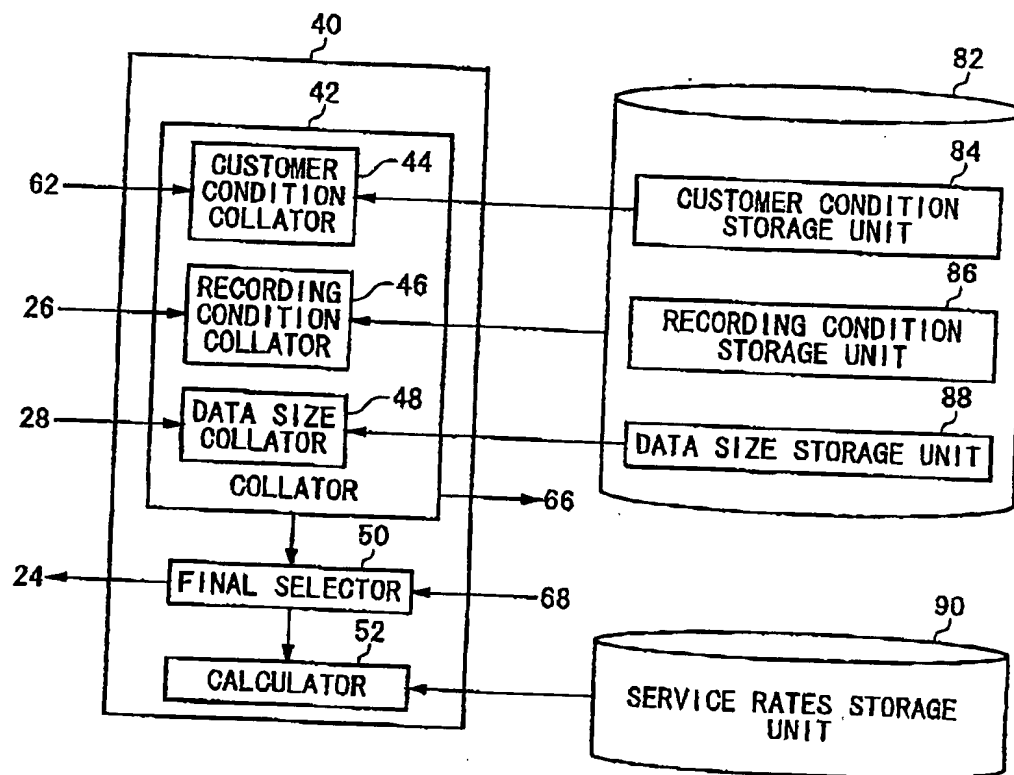 40
42
82
CUSTOMER
CONDITION
COLLATOR
44
62
84
CUSTOMER CONDITION
STORAGE UNIT
RECORDING
CONDITION
COLLATOR
46
26
86
RECORDING CONDITION
STORAGE UNIT
DATA SIZE
COLLATOR
48
28
88
DATA SIZE STORAGE UNIT
COLLATOR
66
50
24
FINAL SELECTOR
68
52
CALCULATOR
90
SERVICE RATES STORAGE
UNIT